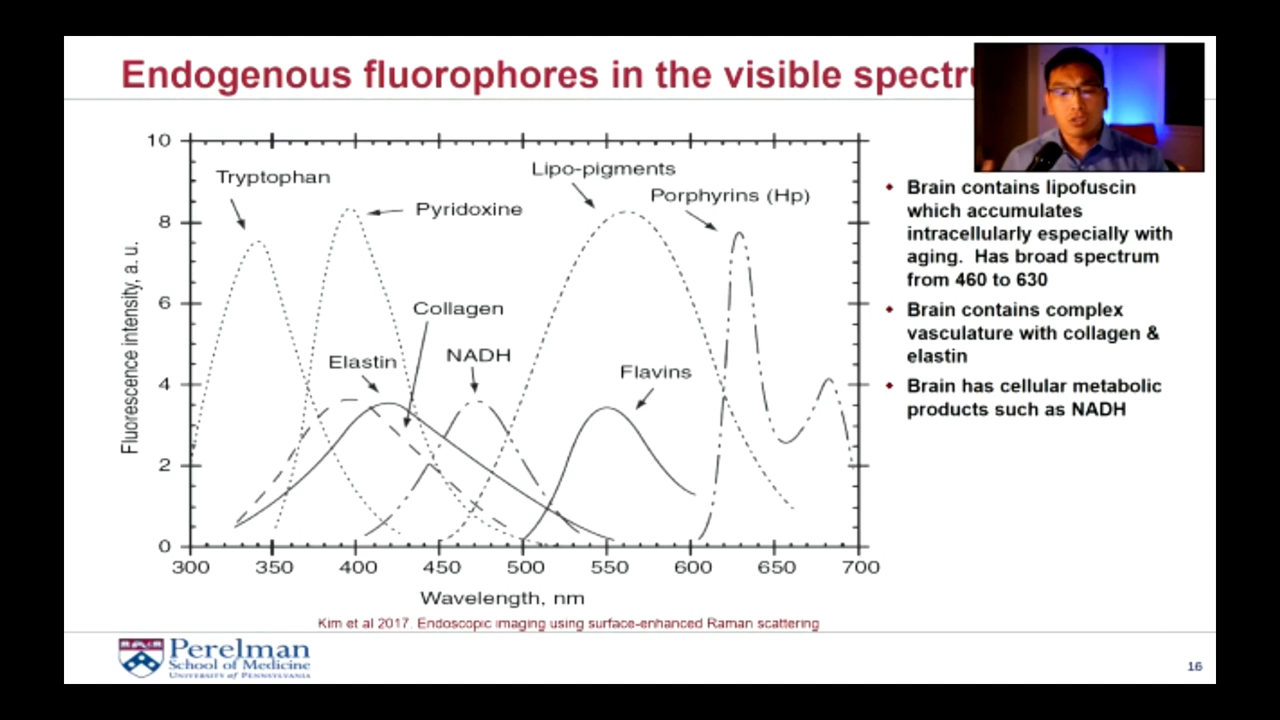 Endogenous fluorophores in the visible
10
8
6
4
2
0
Fluorescence intensity, a. u.
Tryptophan
Pyridoxine
Lipo-pigments
Porphyrins (Hp)
Collagen
Elastin
NADH
Flavins
300 350 400 450 500 550 600 650 700
Wavelength, nm
Kim et al 2017. Endoscopic imaging using surface-enhanced Raman scattering
• Brain contains lipofuscin
which accumulates
intracellularly especially with
aging. Has broad spectrum
from 460 to 630
• Brain contains complex
vasculature with collagen &
elastin
• Brain has cellular metabolic
products such as NADH
Perelman
School of Medicine
University of Pennsylvania
16